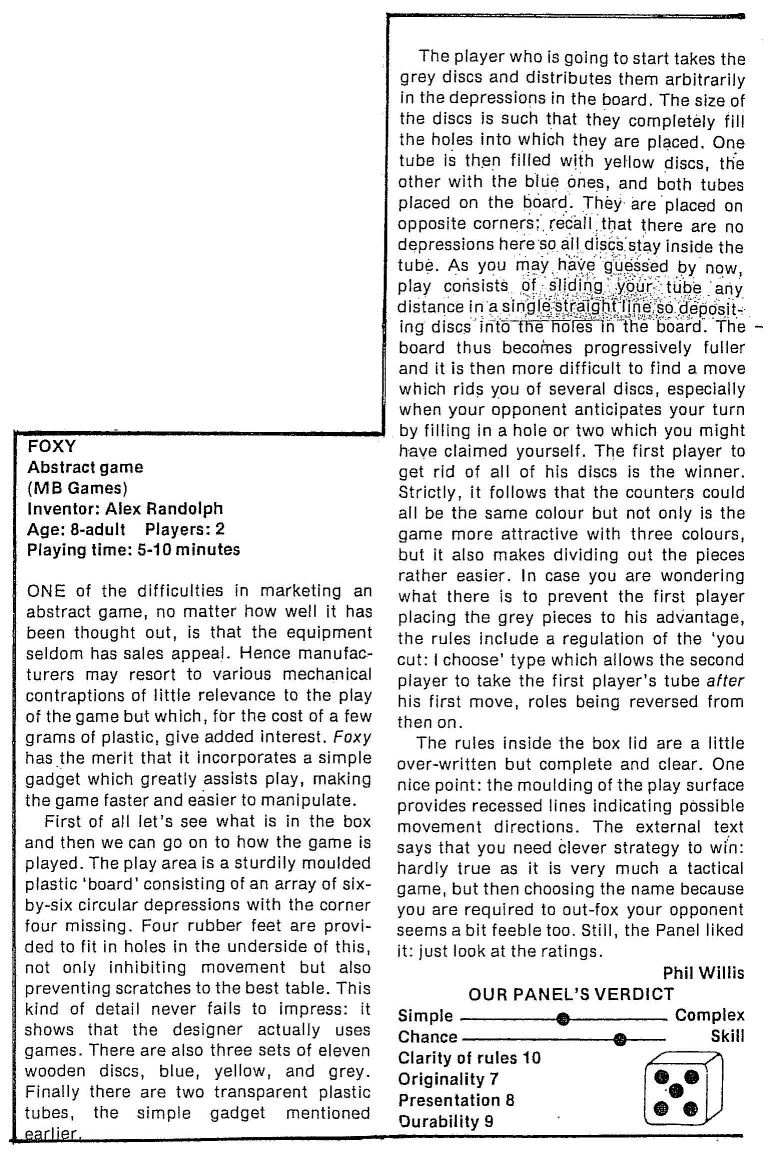 FOXY
Abstract game
(MB Games)
Inventor: Alex Randolph
Age: 8-adult Players: 2
Playing time: 5-10 minutes
ONE of the difficulties in marketing an
abstract game, no matter how well it has
been thought out, is that the equipment
seldom has sales appeal. Hence manufac-
turers may resort to various mechanical
contraptions of little relevance to the play
of the game but which, for the cost of a few
grams of plastic, give added interest. Foxy
has the merit that it incorporates a simple
gadget which greatly assists play, making
the game faster and easier to manipulate.
First of all let's see what is in the box
and then we can go on to how the game is
played. The play area is a sturdily moulded
plastic 'board' consisting of an array of six-
by-six circular depressions with the corner
four missing. Four rubber feet are provi-
ded to fit in holes in the underside of this,
not only inhibiting movement but also
preventing scratches to the best table. This
kind of detail never fails to impress: it
shows that the designer actually uses
games. There are also three sets of eleven
wooden discs, blue, yellow, and grey.
Finally there are two transparent plastic
tubes, the simple gadget mentioned
earlier.
The player who is going to start takes the
grey discs and distributes them arbitrarily
in the depressions in the board. The size of
the discs is such that they completely fill
the holes into which they are placed. One
tube is then filled with yellow discs, the
other with the blue ones, and both tubes
placed on the board. They are placed on
opposite corners; recall that there are no
depressions here so all discs stay inside the
tube. As you may have guessed by now,
play consists of sliding your tube any
distance in a single straight line so deposit-
ing discs into the holes in the board. The
board thus becomes progressively fuller
and it is then more difficult to find a move
which rids you of several discs, especially
when your opponent anticipates your turn
by filling in a hole or two which you might
have claimed yourself. The first player to
get rid of all of his discs is the winner.
Strictly, it follows that the counters could
all be the same colour but not only is the
game more attractive with three colours,
but it also makes dividing out the pieces
rather easier. In case you are wondering
what there is to prevent the first player
placing the grey pieces to his advantage,
the rules include a regulation of the 'you
cut: I choose' type which allows the second
player to take the first player's tube after
his first move, roles being reversed from
then on.
The rules inside the box lid are a little
over-written but complete and clear. One
nice point: the moulding of the play surface
provides recessed lines indicating possible
movement directions. The external text
says that you need clever strategy to win:
hardly true as it is very much a tactical
game, but then choosing the name because
you are required to out-fox your opponent
seems a bit feeble too. Still, the Panel liked
it: just look at the ratings.
Phil Willis
OUR PANEL'S VERDICT
Simple Complex
Chance Skill
Clarity of rules 10
Originality 7
Presentation 8
Durability 9